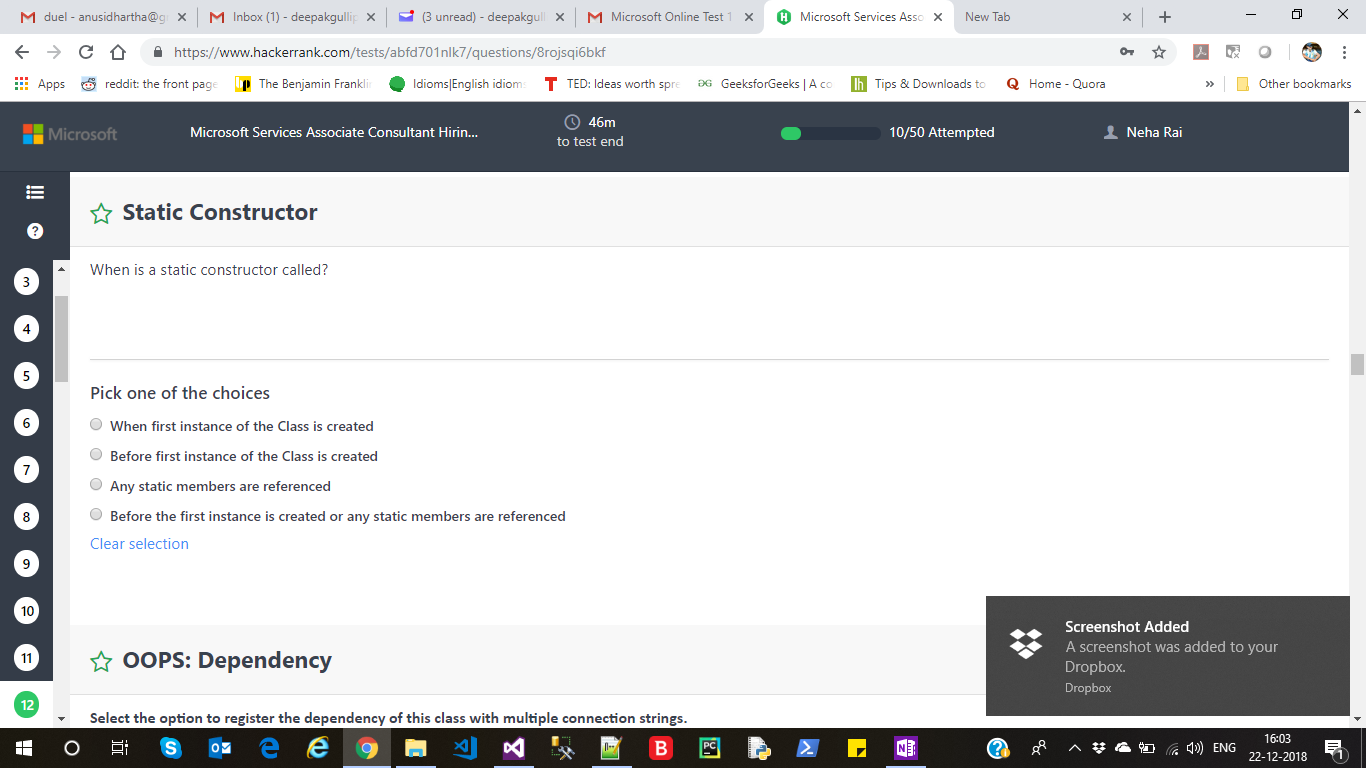 duel - anusidhartha@g
Inbox (1) - deepakgullip
(3 unread) - deepakgull
Microsoft Online Test 1
Microsoft Services Asso
New Tab
https://www.hackerrank.com/tests/abfd701nlk7/questions/8rojsqi6bkf
Apps
reddit: the front page
The Benjamin Franklin
Idioms|English idiom
TED: Ideas worth spre
GeeksforGeeks | A co
Tips & Downloads to
Home - Quora
»
Other bookmarks
Microsoft
Microsoft Services Associate Consultant Hirin...
46m
to test end
10/50 Attempted
Neha Rai
?
3
4
5
6
7
8
9
10
11
12
Static Constructor
When is a static constructor called?
Pick one of the choices
When first instance of the Class is created
Before first instance of the Class is created
Any static members are referenced
Before the first instance is created or any static members are referenced
Clear selection
OOPS: Dependency
Select the option to register the dependency of this class with multiple connection strings.
Screenshot Added
A screenshot was added to your
Dropbox.
Dropbox
ENG
16:03
22-12-2018
1